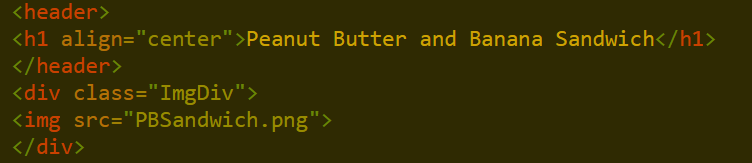 <header>
<h1 align="center">Peanut Butter and Banana Sandwich</h1>
</header>
<div class="ImgDiv">
<img src="PBSandwich.png">
</div>